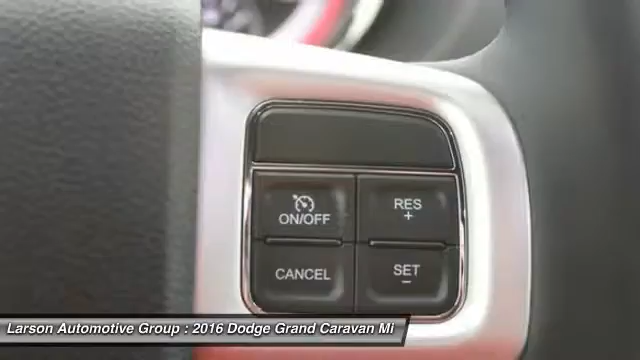 ON/OFF
RES
+
CANCEL
SET
-
Larson Automotive Group : 2016 Dodge Grand Caravan Mi